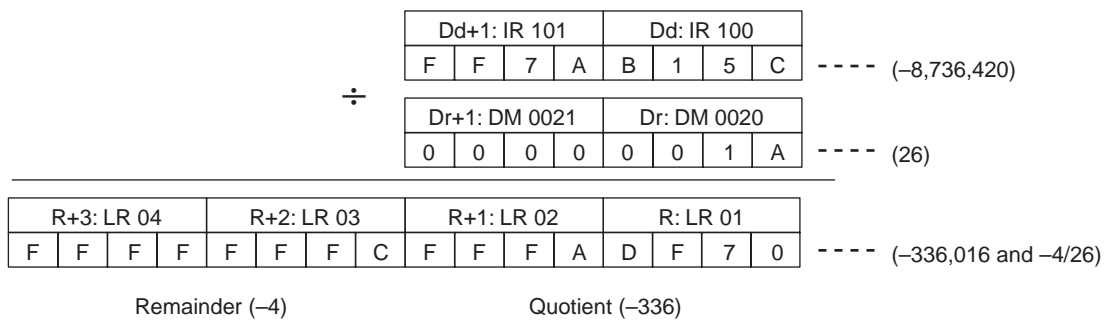 Dd+1: IR 101 Dd: IR 100
F F 7 A B 1 5 C - - - - (–8,736,420)
÷
Dr+1: DM 0021 Dr: DM 0020
0 0 0 0 0 0 1 A - - - - (26)
R+3: LR 04 R+2: LR 03 R+1: LR 02 R: LR 01
F F F F F F F C F F F A D F 7 0 - - - - (–336,016 and –4/26)
Remainder (–4) Quotient (–336)